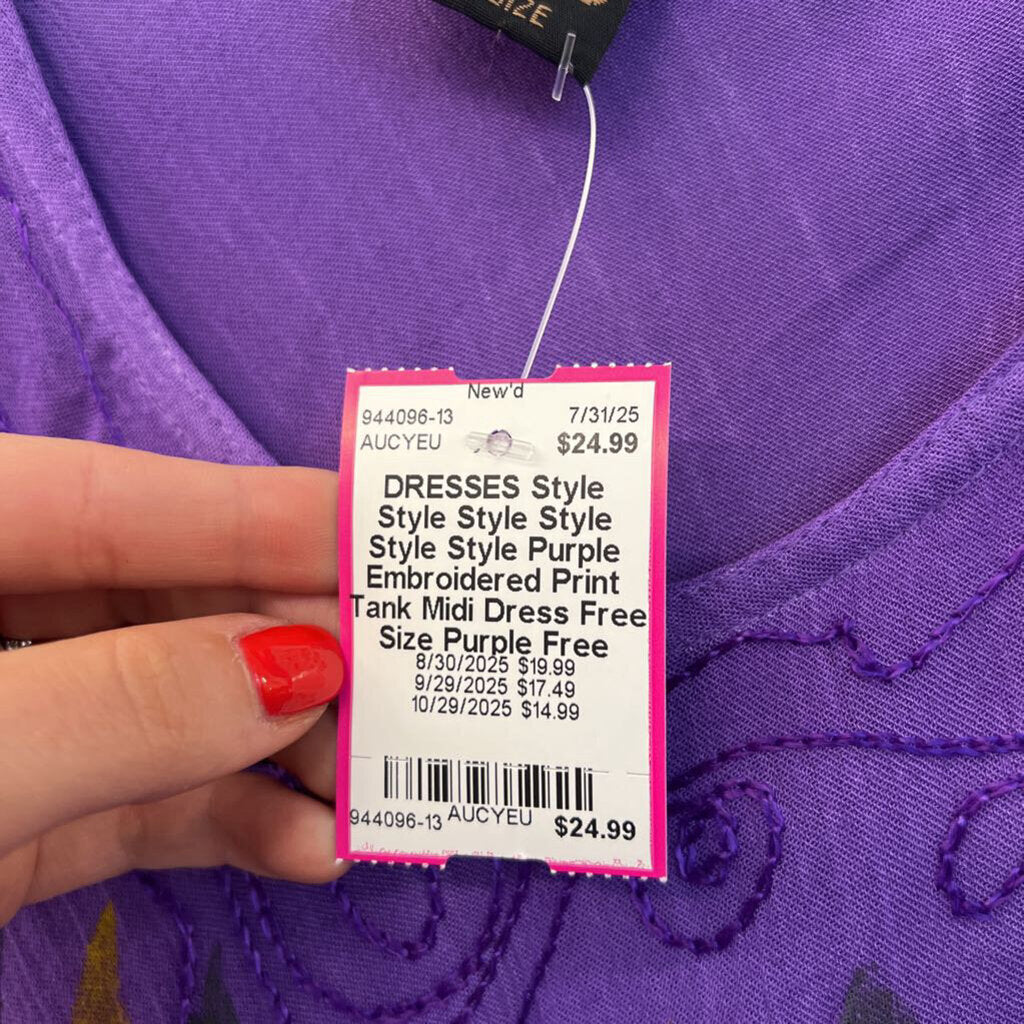 SIZE
New'd
944096-13 7/31/25
AUCYEU $24.99
DRESSES Style
Style Style Style
Style Style Purple
Embroidered Print
Tank Midi Dress Free
Size Purple Free
8/30/2025 $19.99
9/29/2025 $17.49
10/29/2025 $14.99
944096-13 AUCYEU $24.99